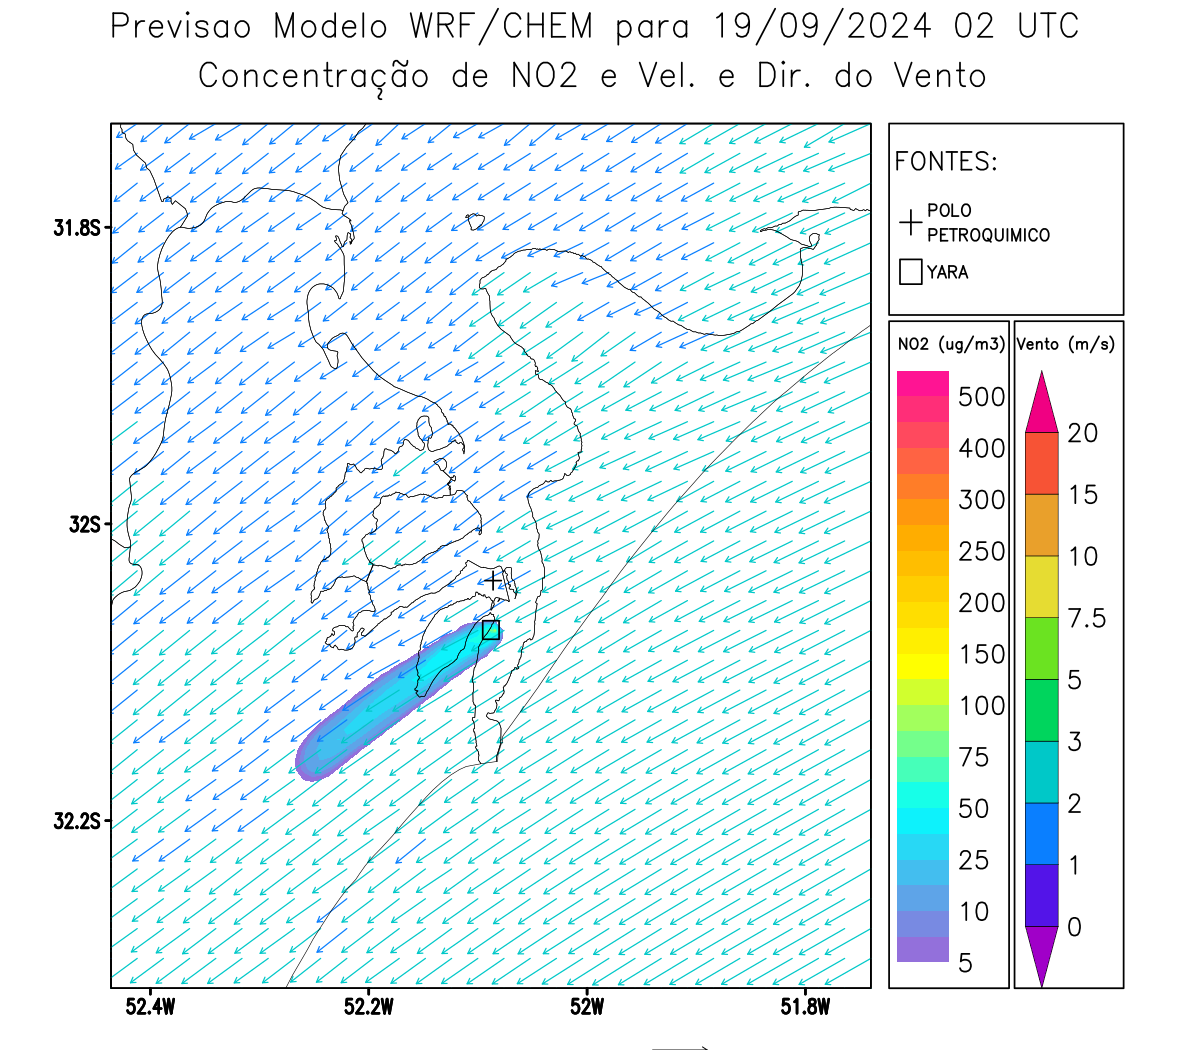 Previsao Modelo WRF/CHEM para 19/09/2024 02 UTC
Concentração de NO2 e Vel. e Dir. do Vento
FONTES:
POLO
PETROQUIMICO
YARA
31.8S
32S
32.2S
52.4W
52.2W
52W
51.8W
NO2 (ug/m3)
500
400
300
250
200
150
100
75
50
25
10
5
Vento (m/s)
20
15
10
7.5
5
3
2
1
0